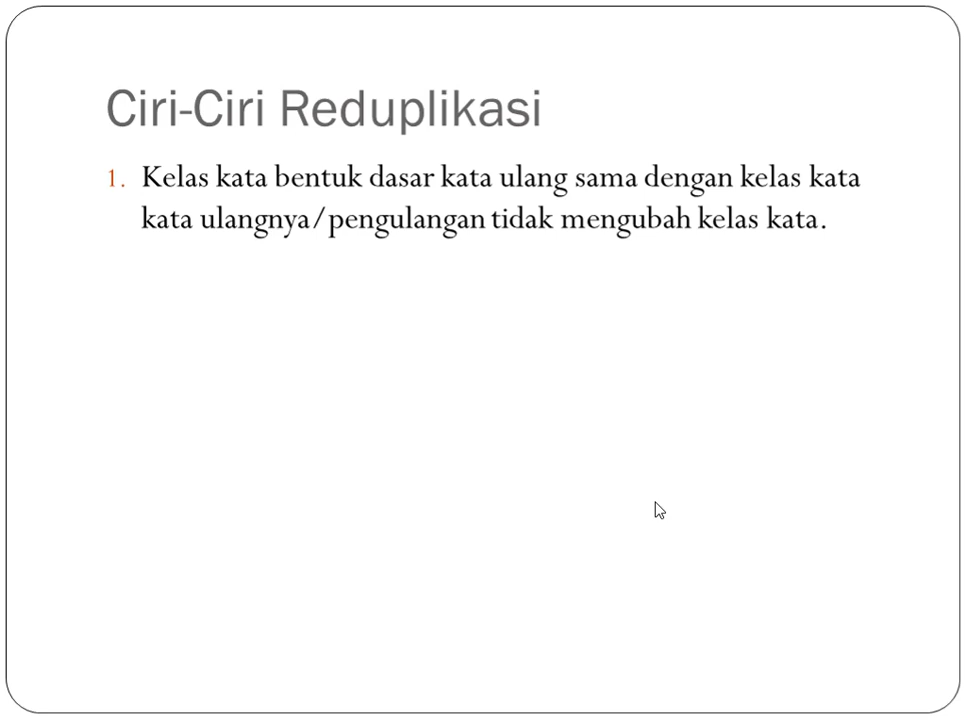 Ciri-Ciri Reduplikasi
1. Kelas kata bentuk dasar kata ulang sama dengan kelas kata
kata ulangnya/pengulangan tidak mengubah kelas kata.